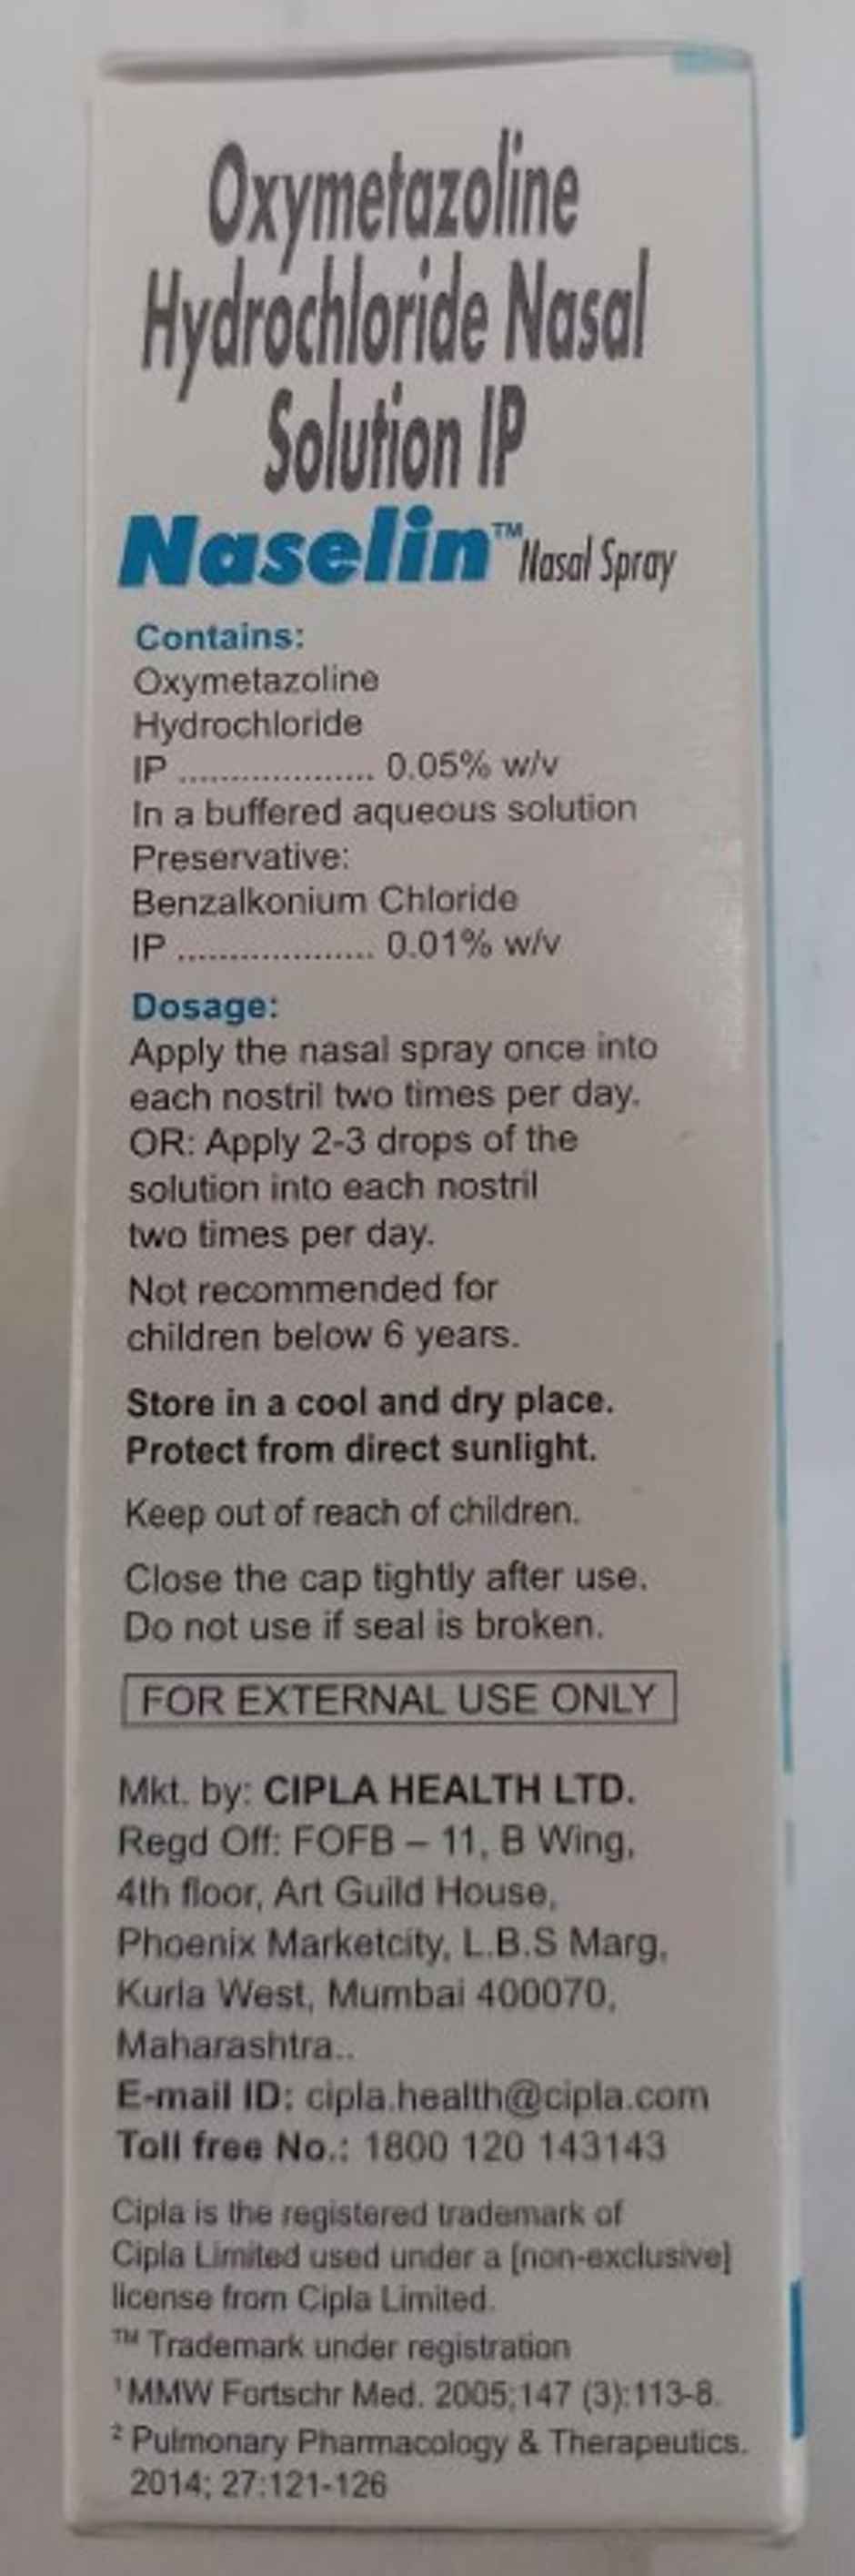 Oxymetazoline
Hydrochloride Nasal
Solution IP
Naselin™ Nasal Spray
Contains:
Oxymetazoline
Hydrochloride
IP ................... 0.05% w/v
In a buffered aqueous solution
Preservative:
Benzalkonium Chloride
IP ................... 0.01% w/v
Dosage:
Apply the nasal spray once into
each nostril two times per day.
OR: Apply 2-3 drops of the
solution into each nostril
two times per day.
Not recommended for
children below 6 years.
Store in a cool and dry place.
Protect from direct sunlight.
Keep out of reach of children.
Close the cap tightly after use.
Do not use if seal is broken.
FOR EXTERNAL USE ONLY
Mkt. by: CIPLA HEALTH LTD.
Regd Off: FOFB – 11, B Wing,
4th floor, Art Guild House,
Phoenix Marketcity, L.B.S Marg,
Kurla West, Mumbai 400070,
Maharashtra..
E-mail ID: cipla.health@cipla.com
Toll free No.: 1800 120 143143
Cipla is the registered trademark of
Cipla Limited used under a [non-exclusive]
license from Cipla Limited.
™ Trademark under registration
¹ MMW Fortschr Med. 2005;147 (3):113-8.
² Pulmonary Pharmacology & Therapeutics.
2014; 27:121-126